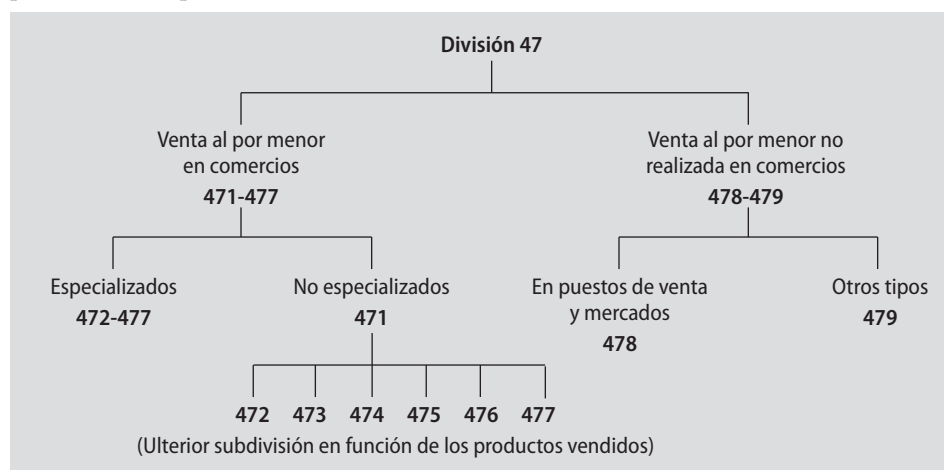 División 47
Venta al por menor
en comercios
471-477
Venta al por menor no
realizada en comercios
478-479
Especializados
472-477
No especializados
471
En puestos de venta
y mercados
478
Otros tipos
479
472 473 474 475 476 477
(Ulterior subdivisión en función de los productos vendidos)